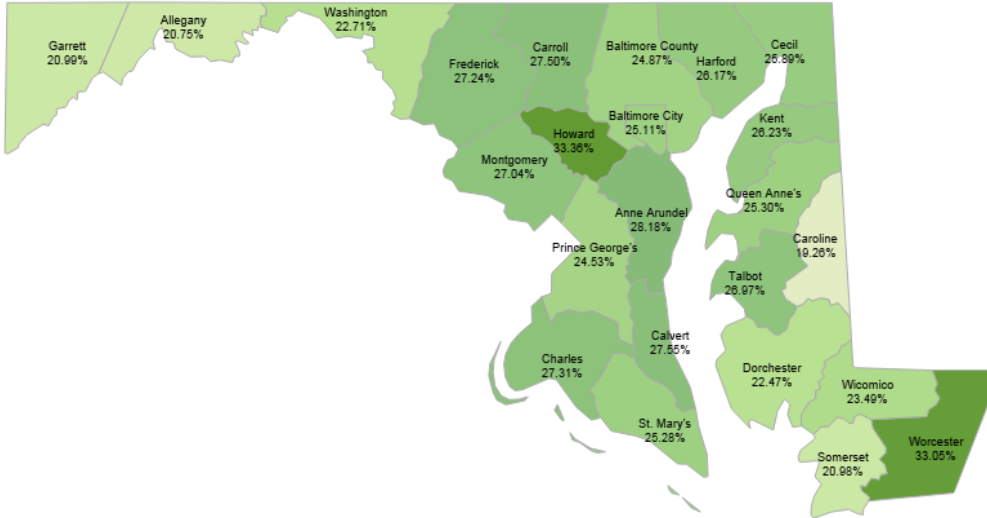 Garrett
20.99%
Allegany
20.75%
Washington
22.71%
Frederick
27.24%
Carroll
27.50%
Baltimore County
24.87%
Harford
26.17%
Cecil
25.89%
Baltimore City
25.11%
Howard
33.36%
Montgomery
27.04%
Kent
26.23%
Queen Anne's
25.30%
Anne Arundel
28.18%
Prince George's
24.53%
Caroline
19.26%
Talbot
26.97%
Calvert
27.55%
Charles
27.31%
Dorchester
22.47%
Wicomico
23.49%
St. Mary's
25.28%
Somerset
20.98%
Worcester
33.05%